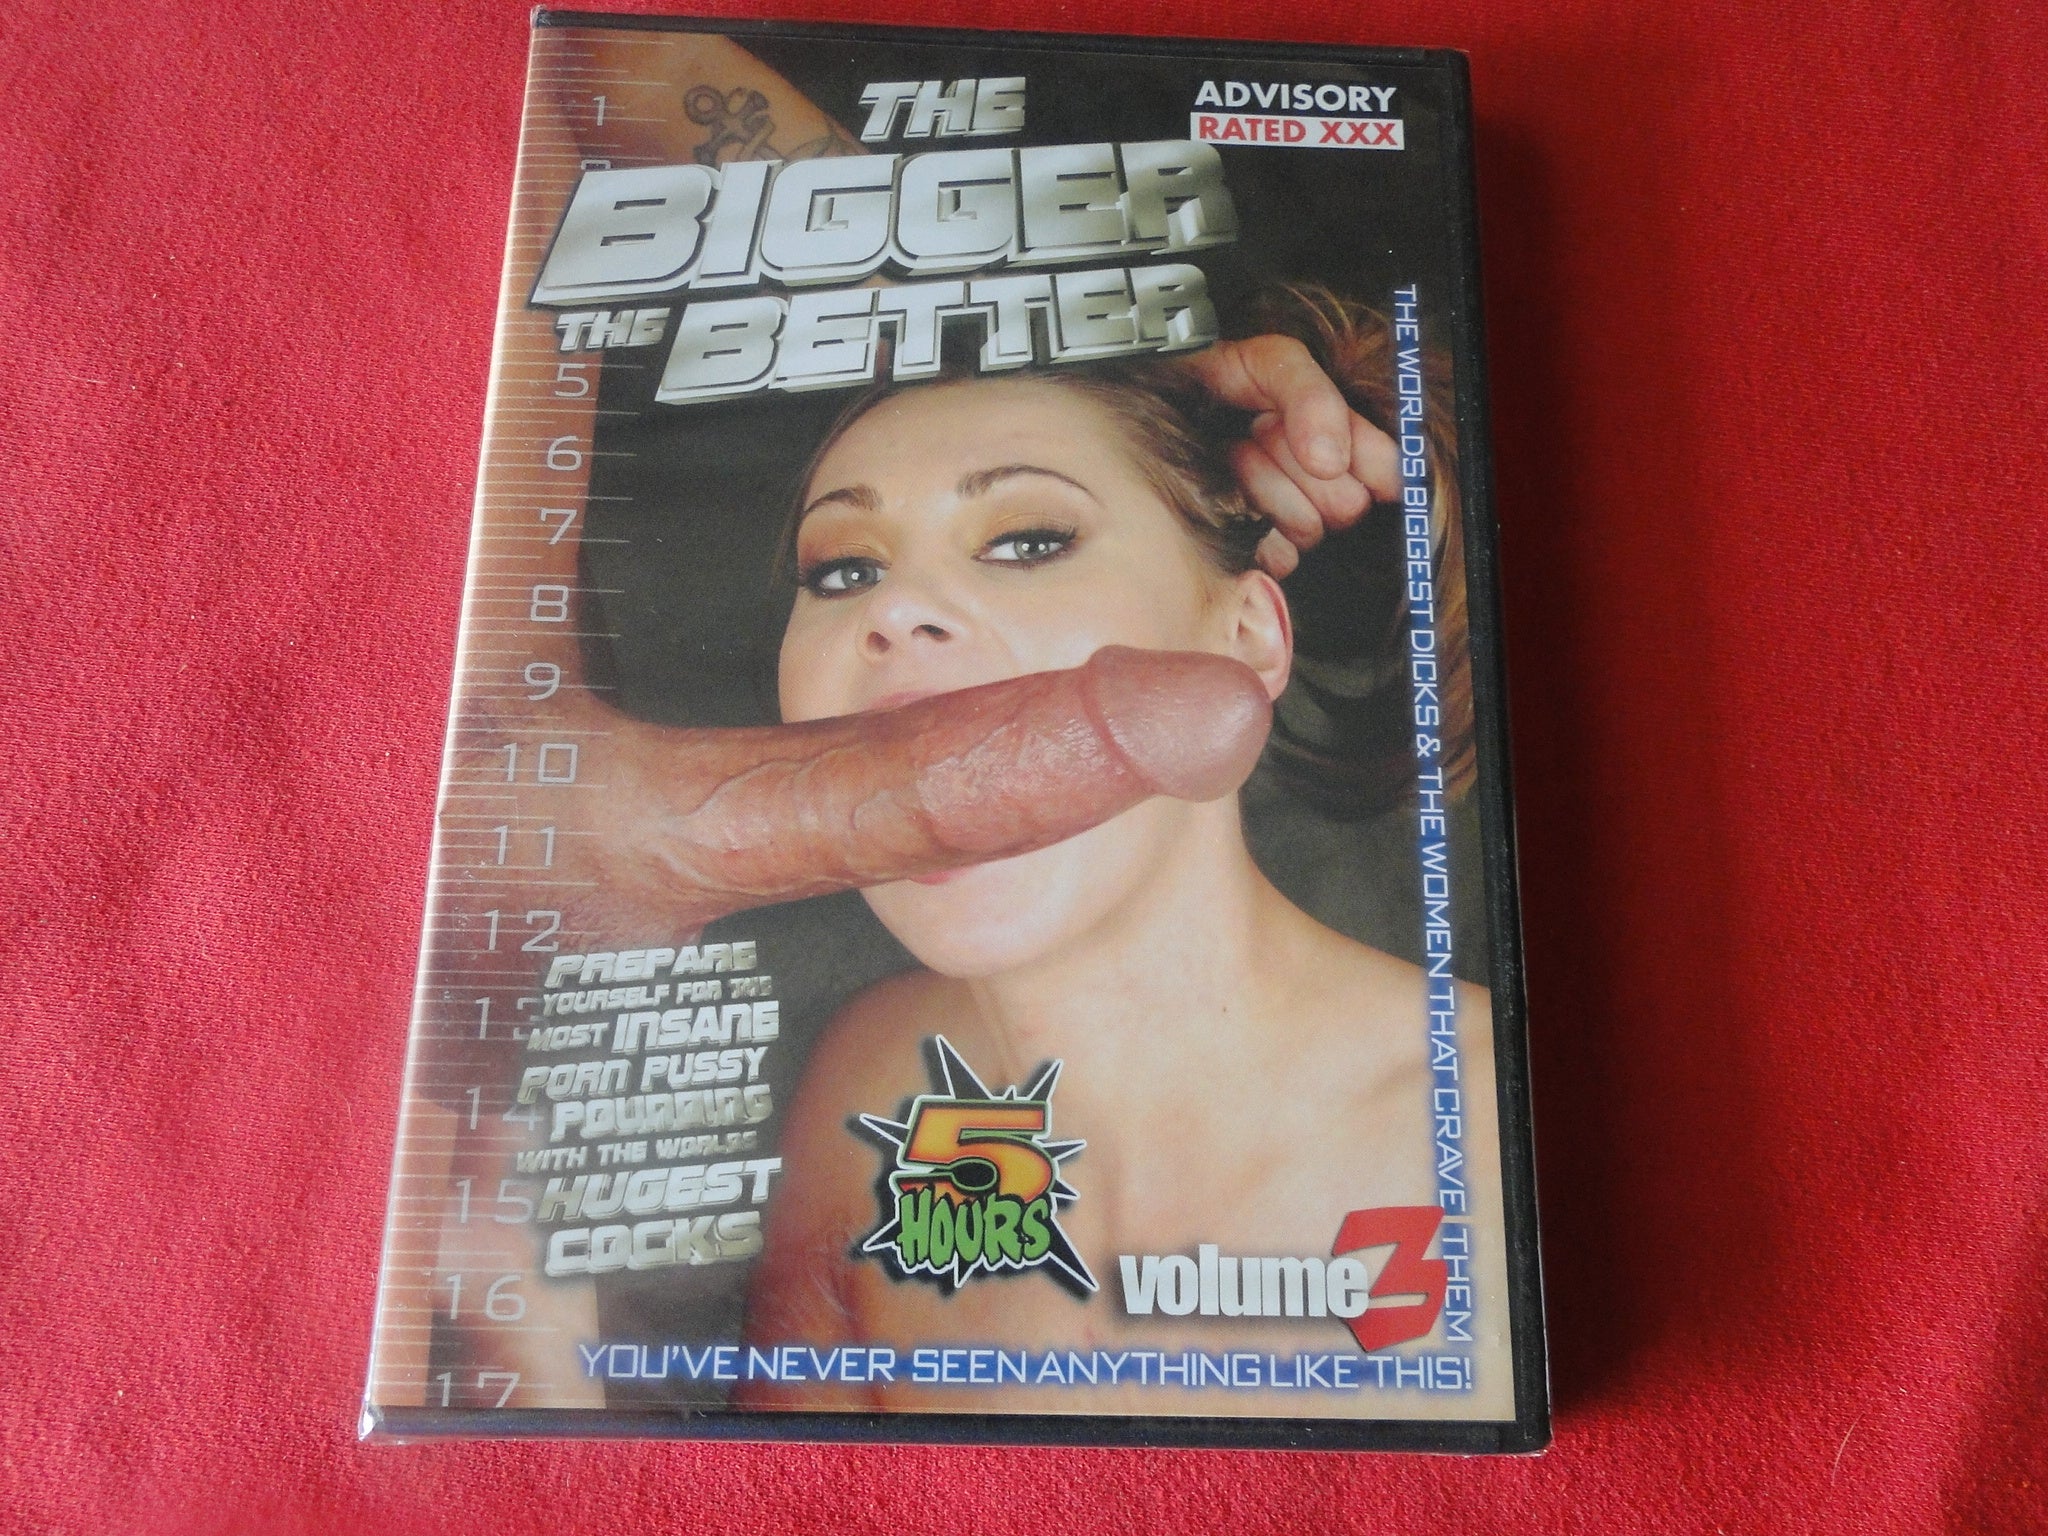 THE
ADVISORY
RATED XXX
BIGGER
THE BETTER
1
5
6
7
8
9
10
11
12
13
14
15
16
17
THE WORLDS BIGGEST DICKS & THE WOMEN THAT CRAVE THEM
PREPARE
YOURSELF FOR THE
MOST INSANE
PORN PUSSY
POUNDING
WITH THE WORLDS
HUGEST
COCKS
5
HOURS
volume 3
YOU'VE NEVER SEEN ANYTHING LIKE THIS!